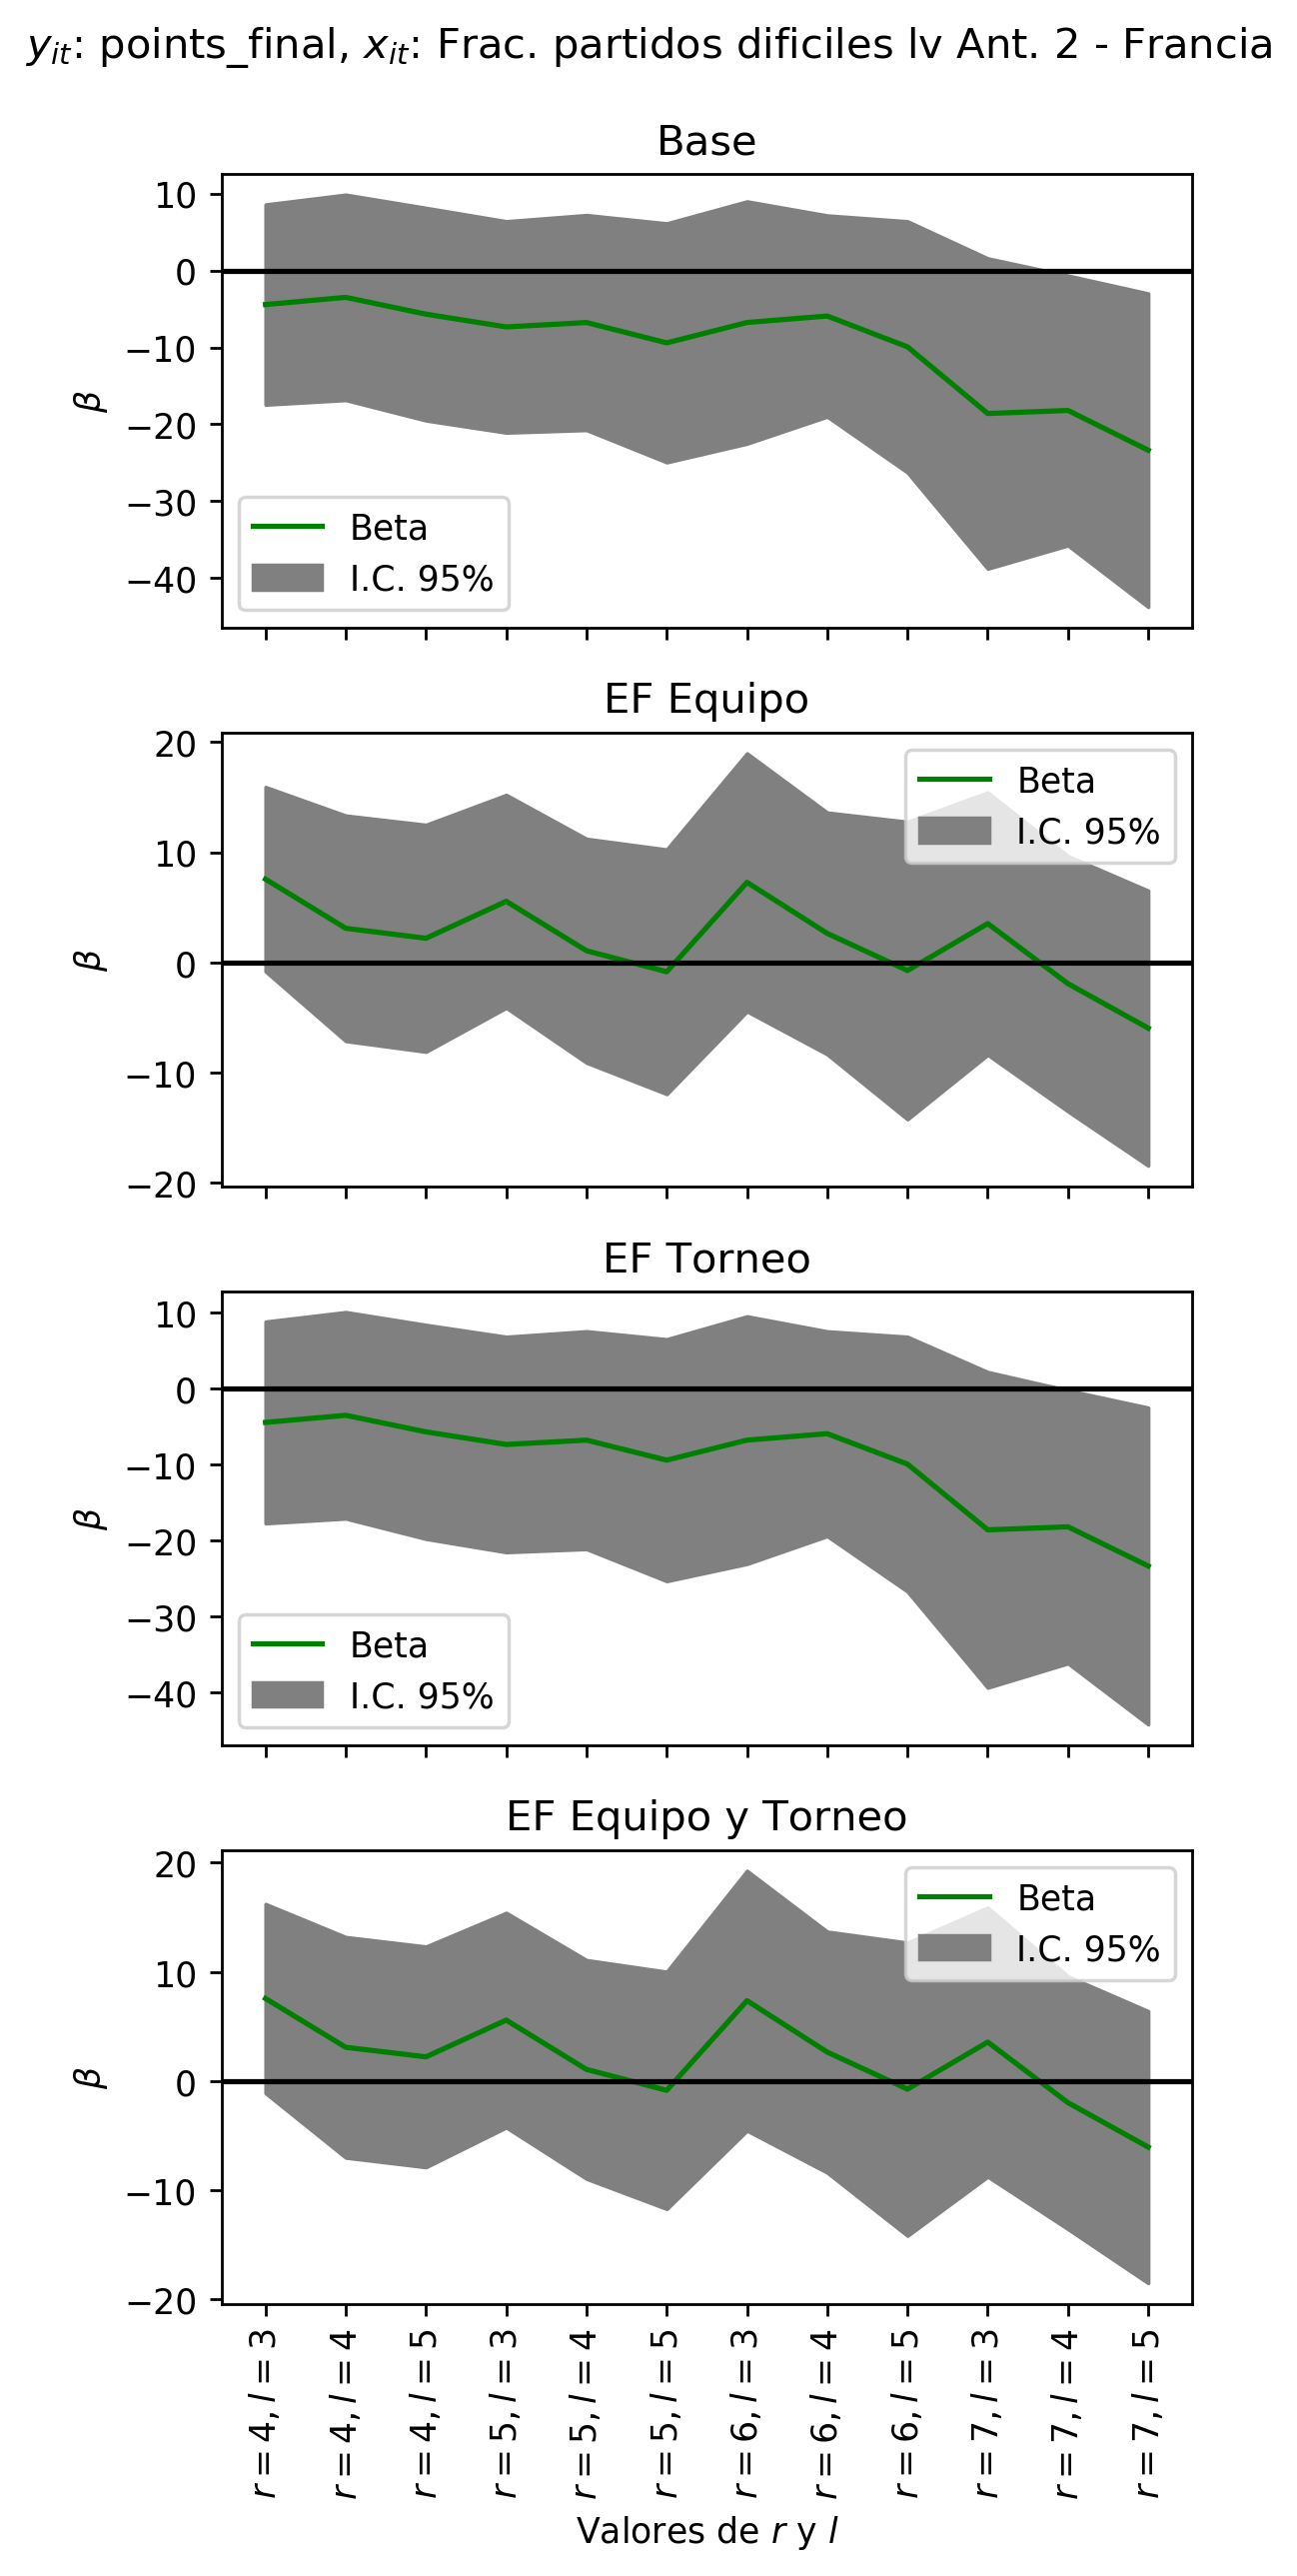 y_it: points_final, x_it: Frac. partidos dificiles lv Ant. 2 - Francia
Base
10
0
−10
−20
−30
−40
β
Beta
I.C. 95%
EF Equipo
20
10
0
−10
−20
β
Beta
I.C. 95%
EF Torneo
10
0
−10
−20
−30
−40
β
Beta
I.C. 95%
EF Equipo y Torneo
20
10
0
−10
−20
β
Beta
I.C. 95%
r = 4, l = 3
r = 4, l = 4
r = 4, l = 5
r = 5, l = 3
r = 5, l = 4
r = 5, l = 5
r = 6, l = 3
r = 6, l = 4
r = 6, l = 5
r = 7, l = 3
r = 7, l = 4
r = 7, l = 5
Valores de r y l